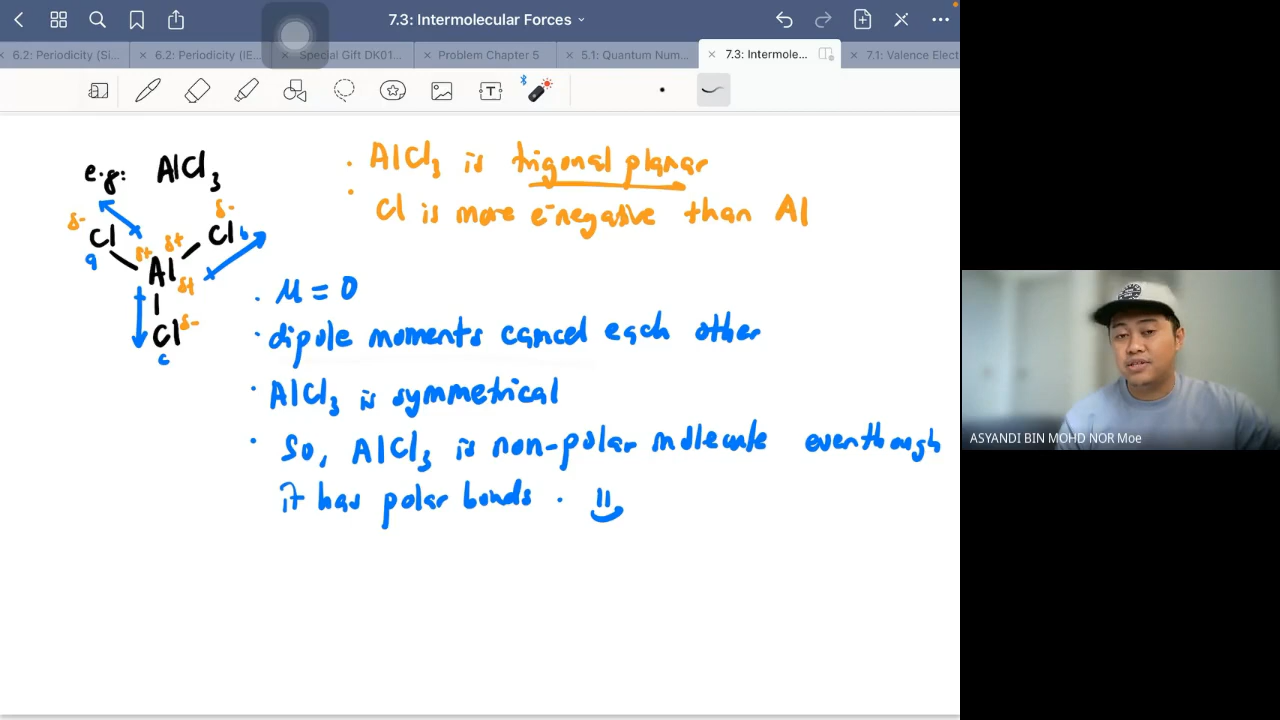 7.3: Intermolecular Forces
6.2: Periodicity (Si...
6.2: Periodicity (IE...
Special Gift DK01...
Problem Chapter 5
5.1: Quantum Num...
7.3: Intermole...
7.1: Valence Elect
T
e.g: AlCl3
· AlCl3 is trigonal planar
· Cl is more e-negative than Al
δ- δ-
Cl Cl b
a δ+ δ+
Al δ+
Cl δ-
c
· μ = 0
· dipole moments cancel each other
· AlCl3 is symmetrical
· So, AlCl3 is non-polar molecule eventhough
it has polar bonds.
ASYANDI BIN MOHD NOR Moe